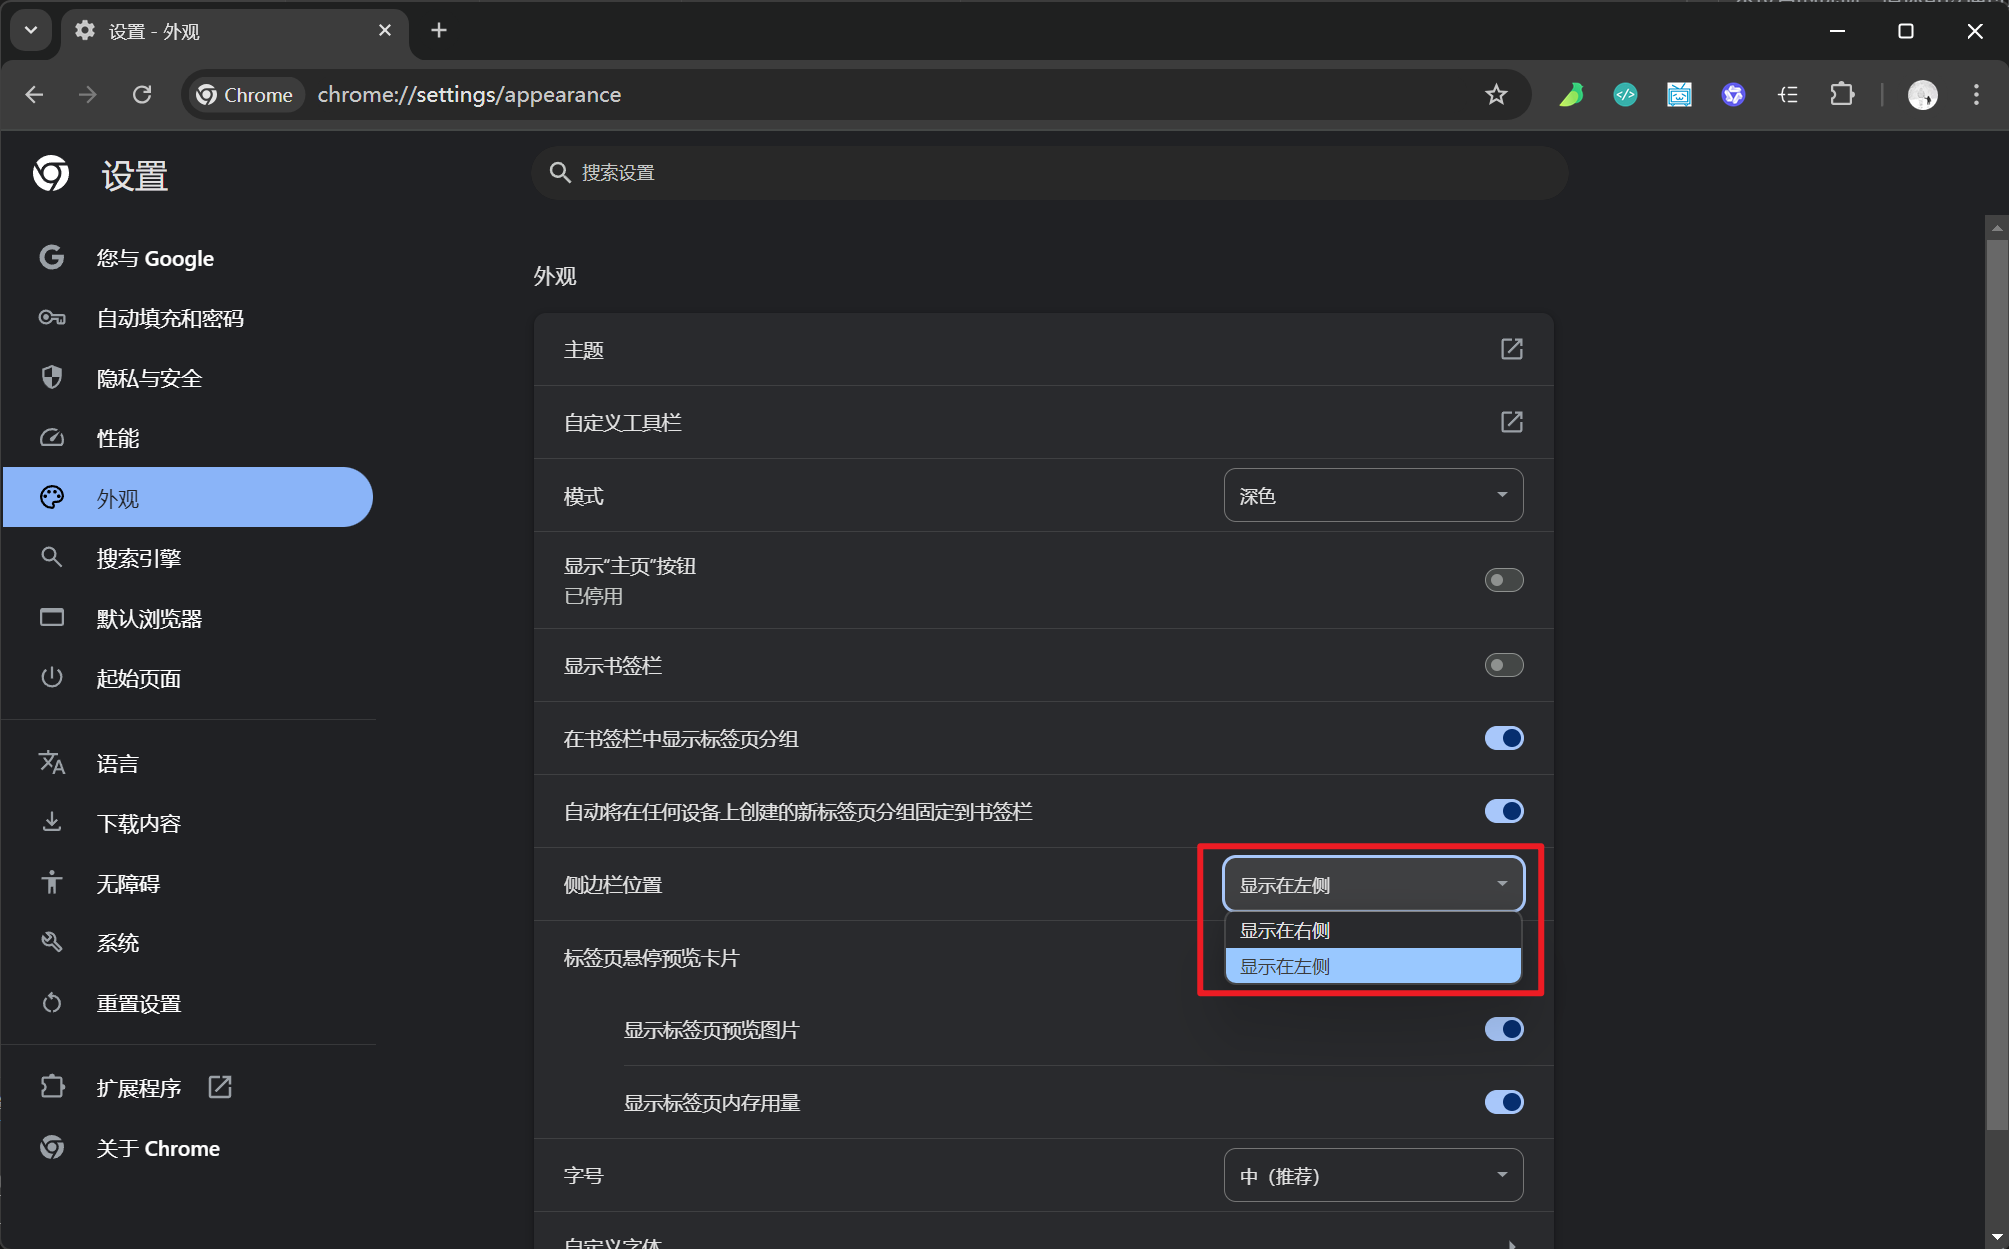 设置 - 外观
Chrome
chrome://settings/appearance
设置
搜索设置
您与 Google
自动填充和密码
隐私与安全
性能
外观
搜索引擎
默认浏览器
起始页面
语言
下载内容
无障碍
系统
重置设置
扩展程序
关于 Chrome
外观
主题
自定义工具栏
模式
深色
显示“主页”按钮
已停用
显示书签栏
在书签栏中显示标签页分组
自动将在任何设备上创建的新标签页分组固定到书签栏
侧边栏位置
显示在左侧
显示在右侧
显示在左侧
标签页悬停预览卡片
显示标签页预览图片
显示标签页内存用量
字号
中（推荐）
自定义字体